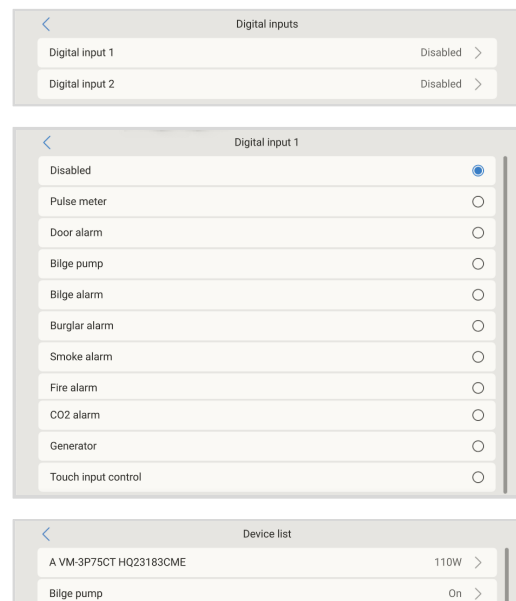 Digital inputs
Digital input 1 Disabled
Digital input 2 Disabled
Digital input 1
Disabled
Pulse meter
Door alarm
Bilge pump
Bilge alarm
Burglar alarm
Smoke alarm
Fire alarm
CO2 alarm
Generator
Touch input control
Device list
A VM-3P75CT HQ23183CME 110W
Bilge pump On